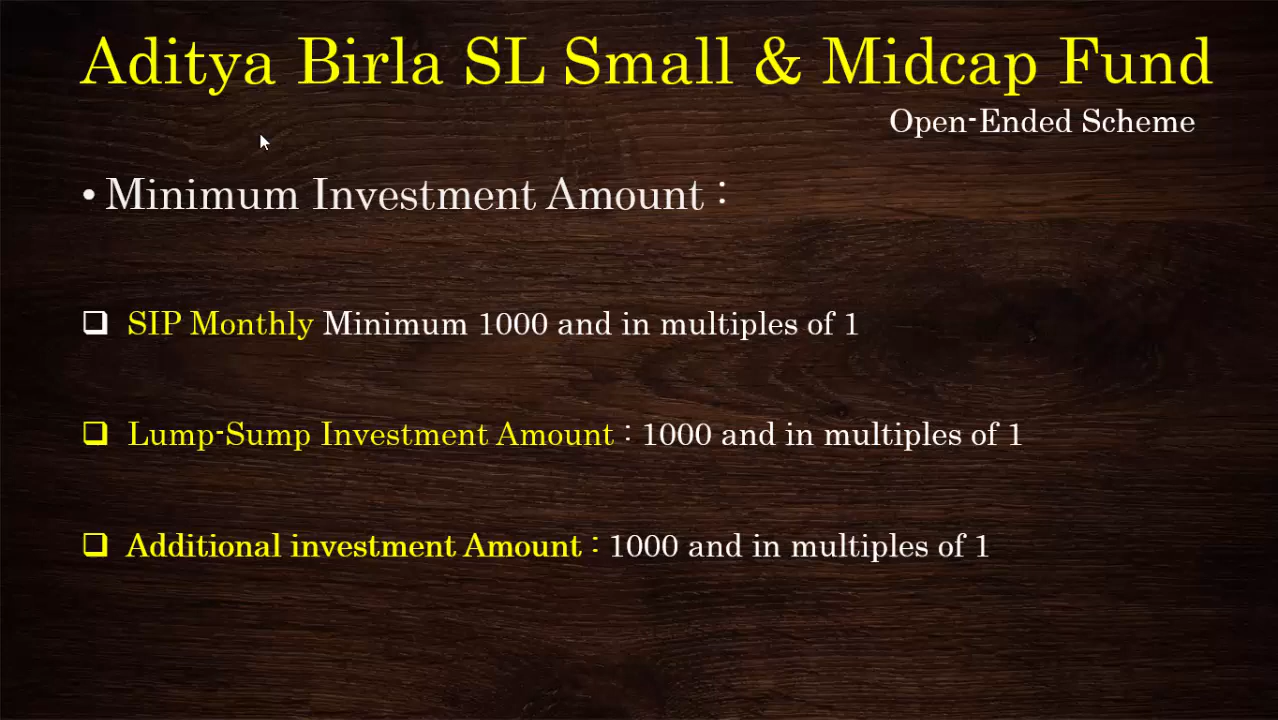 Aditya Birla SL Small & Midcap Fund
Open-Ended Scheme
• Minimum Investment Amount :
❑ SIP Monthly Minimum 1000 and in multiples of 1
❑ Lump-Sump Investment Amount : 1000 and in multiples of 1
❑ Additional investment Amount : 1000 and in multiples of 1